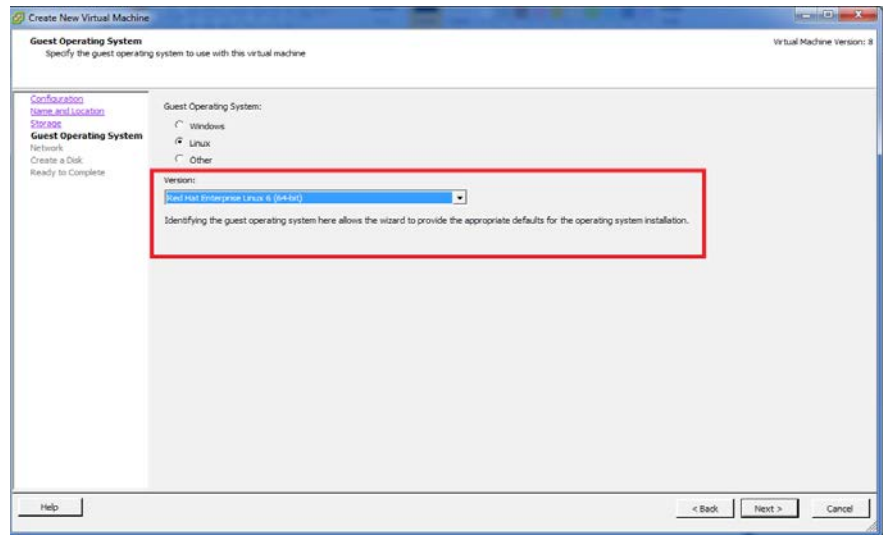 Create New Virtual Machine
Guest Operating System
Specify the guest operating system to use with this virtual machine
Virtual Machine Version: 8
Configuration
Name and Location
Storage
Guest Operating System
Network
Create a Disk
Ready to Complete
Guest Operating System:
Windows
Linux
Other
Version:
Red Hat Enterprise Linux 6 (64-bit)
Identifying the guest operating system here allows the wizard to provide the appropriate defaults for the operating system installation.
Help
< Back
Next >
Cancel